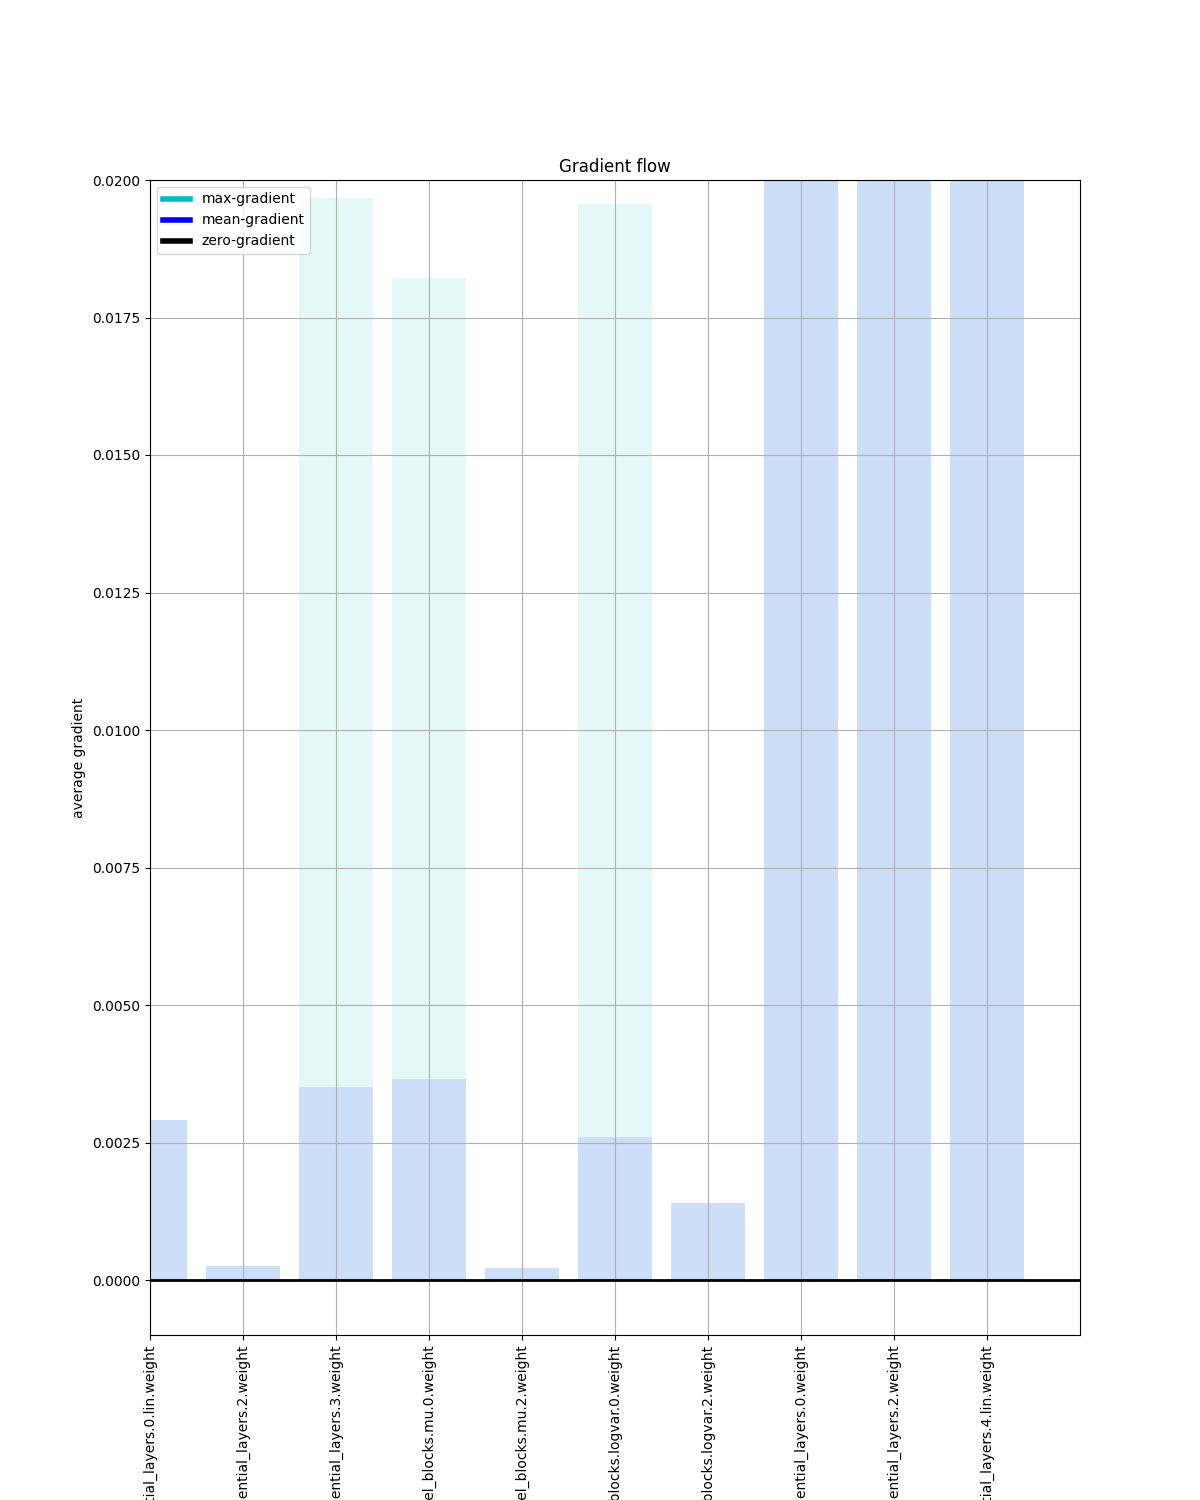 Gradient flow
max-gradient
mean-gradient
zero-gradient
average gradient
0.0200
0.0175
0.0150
0.0125
0.0100
0.0075
0.0050
0.0025
0.0000
tial_layers.0.lin.weight
ential_layers.2.weight
ential_layers.3.weight
el_blocks.mu.0.weight
el_blocks.mu.2.weight
blocks.logvar.0.weight
blocks.logvar.2.weight
ential_layers.0.weight
ential_layers.2.weight
tial_layers.4.lin.weight